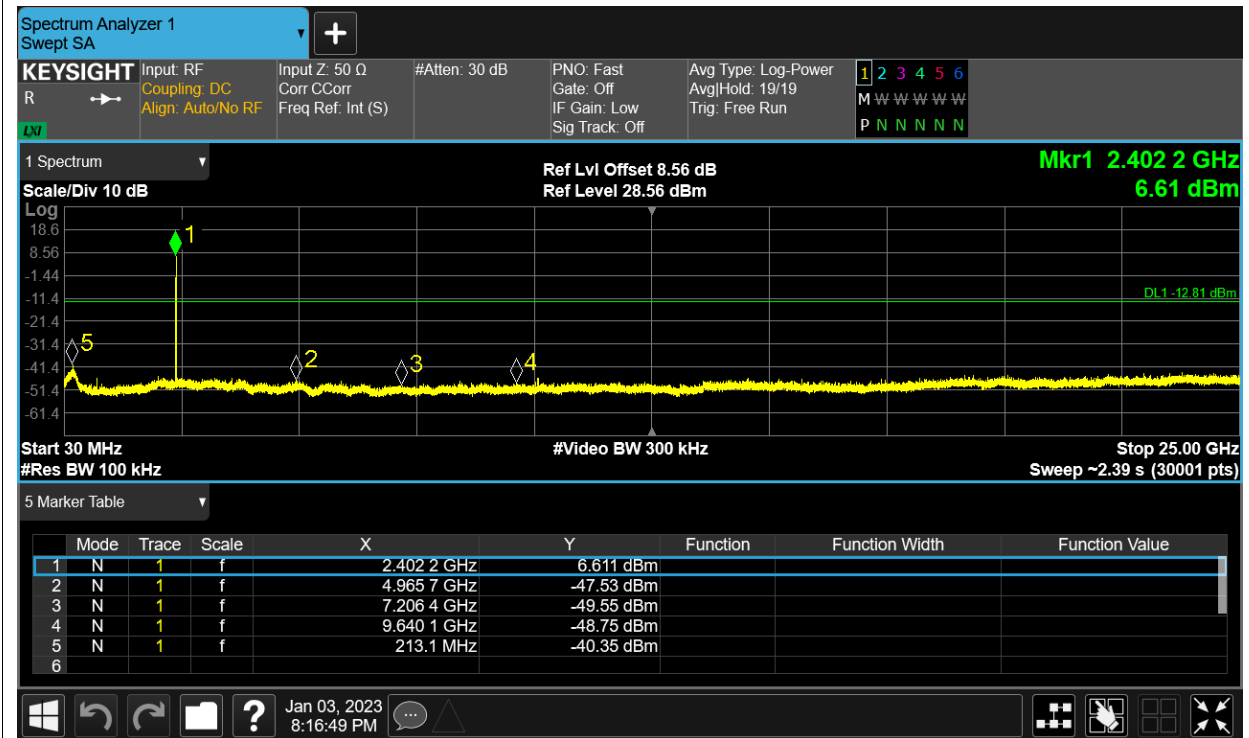 Spectrum Analyzer 1
Swept SA
KEYSIGHT
R
LXI
Input: RF
Coupling: DC
Align: Auto/No RF
Input Z: 50 Ω
Corr CCorr
Freq Ref: Int (S)
#Atten: 30 dB
PNO: Fast
Gate: Off
IF Gain: Low
Sig Track: Off
Avg Type: Log-Power
Avg|Hold: 19/19
Trig: Free Run
1 2 3 4 5 6
M W W W W W
P N N N N N
1 Spectrum
Scale/Div 10 dB
Ref Lvl Offset 8.56 dB
Ref Level 28.56 dBm
Mkr1 2.402 2 GHz
6.61 dBm
Log
18.6
8.56
-1.44
-11.4
-21.4
-31.4
-41.4
-51.4
-61.4
1
DL1 -12.81 dBm
5
2
3
4
Start 30 MHz
#Res BW 100 kHz
#Video BW 300 kHz
Stop 25.00 GHz
Sweep ~2.39 s (30001 pts)
5 Marker Table
Mode Trace Scale X Y Function Function Width Function Value
1 N 1 f 2.402 2 GHz 6.611 dBm
2 N 1 f 4.965 7 GHz -47.53 dBm
3 N 1 f 7.206 4 GHz -49.55 dBm
4 N 1 f 9.640 1 GHz -48.75 dBm
5 N 1 f 213.1 MHz -40.35 dBm
6
?
Jan 03, 2023
8:16:49 PM